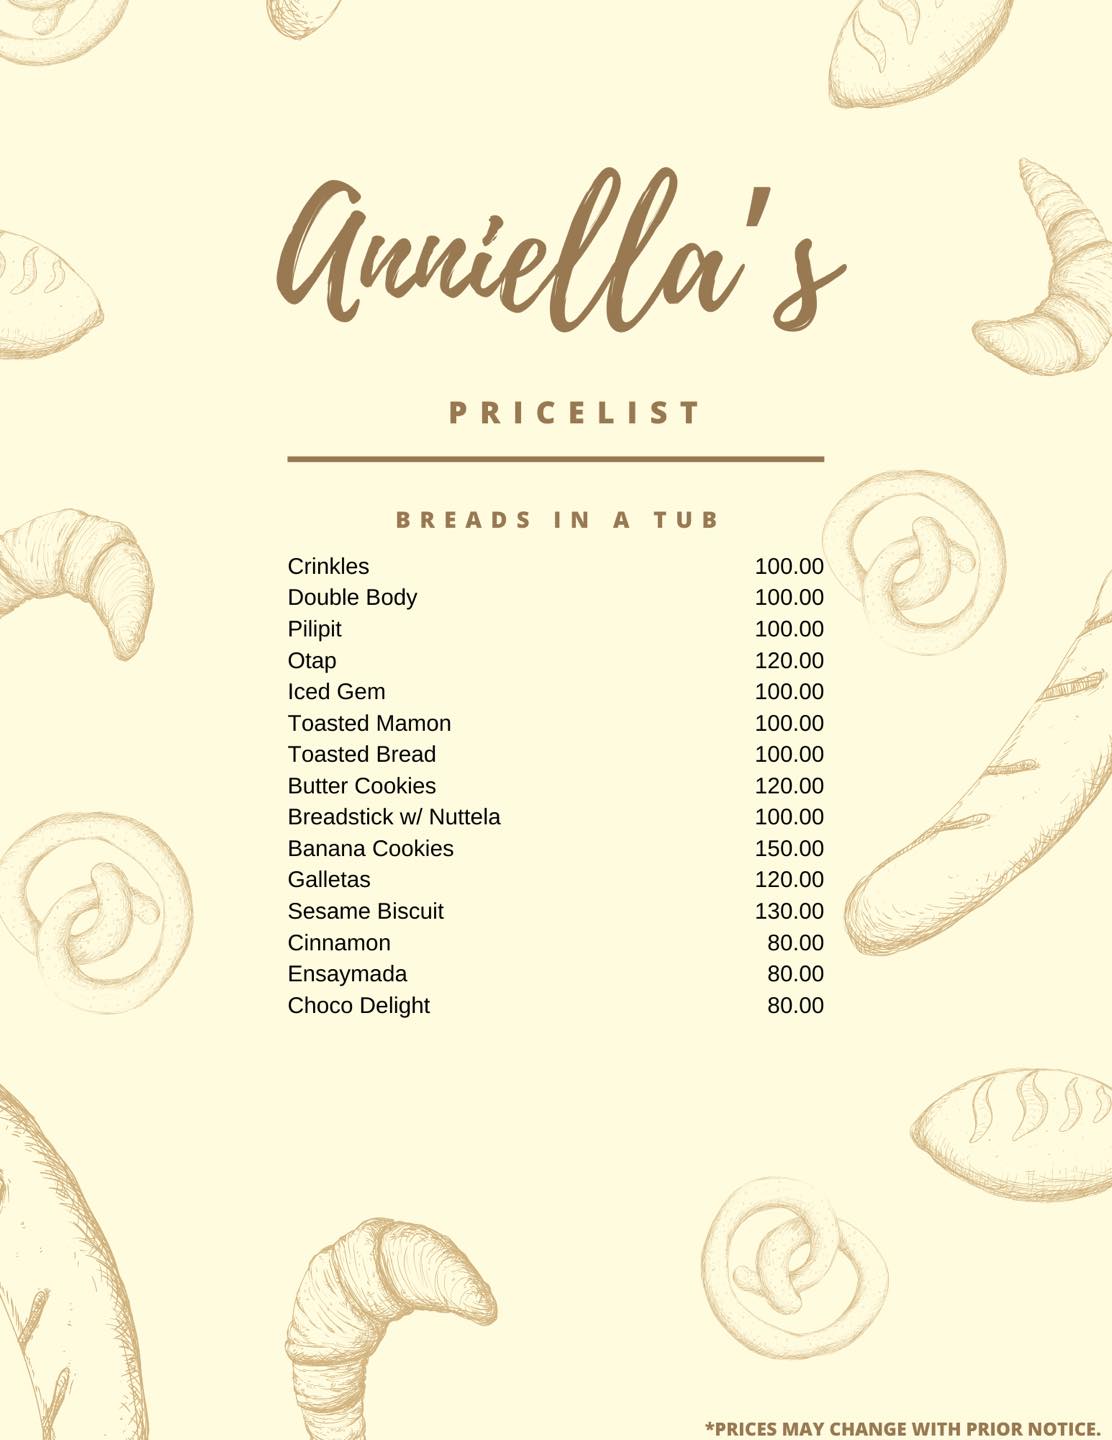 Anniella's
PRICELIST
BREADS IN A TUB
Crinkles 100.00
Double Body 100.00
Pilipit 100.00
Otap 120.00
Iced Gem 100.00
Toasted Mamon 100.00
Toasted Bread 100.00
Butter Cookies 120.00
Breadstick w/ Nuttela 100.00
Banana Cookies 150.00
Galletas 120.00
Sesame Biscuit 130.00
Cinnamon 80.00
Ensaymada 80.00
Choco Delight 80.00
*PRICES MAY CHANGE WITH PRIOR NOTICE.